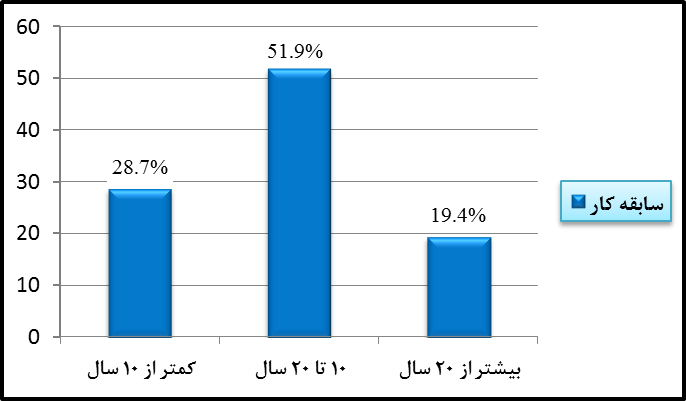 60
50
40
30
20
10
0
28.7%
51.9%
19.4%
کمتر از ۱۰ سال
۱۰ تا ۲۰ سال
بیشتر از ۲۰ سال
سابقه کار